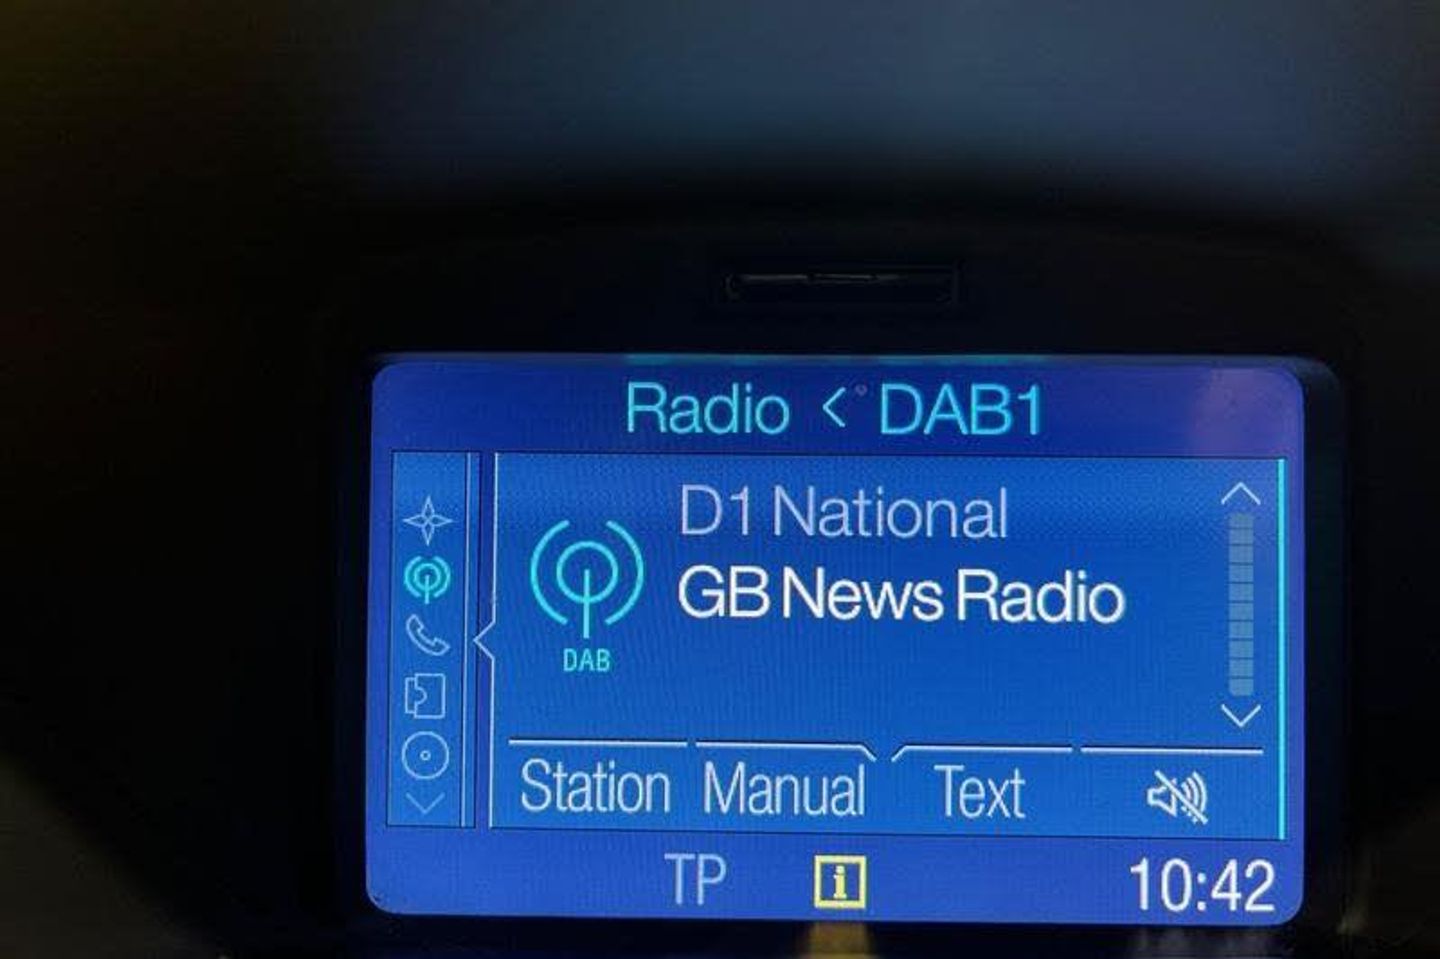 Radio < DAB1
D1 National
GB News Radio
DAB
Station Manual Text
TP i 10:42